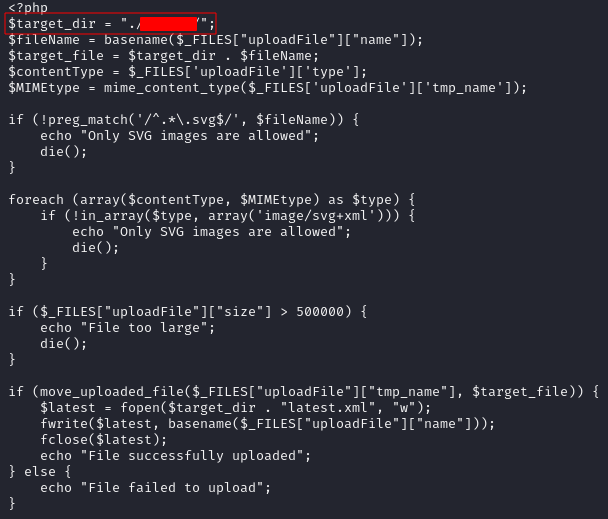 <?php
$target_dir = "./ /";
$fileName = basename($_FILES["uploadFile"]["name"]);
$target_file = $target_dir . $fileName;
$contentType = $_FILES['uploadFile']['type'];
$MIMEtype = mime_content_type($_FILES['uploadFile']['tmp_name']);

if (!preg_match('/^.*\.svg$/', $fileName)) {
    echo "Only SVG images are allowed";
    die();
}

foreach (array($contentType, $MIMEtype) as $type) {
    if (!in_array($type, array('image/svg+xml'))) {
        echo "Only SVG images are allowed";
        die();
    }
}

if ($_FILES["uploadFile"]["size"] > 500000) {
    echo "File too large";
    die();
}

if (move_uploaded_file($_FILES["uploadFile"]["tmp_name"], $target_file)) {
    $latest = fopen($target_dir . "latest.xml", "w");
    fwrite($latest, basename($_FILES["uploadFile"]["name"]));
    fclose($latest);
    echo "File successfully uploaded";
} else {
    echo "File failed to upload";
}